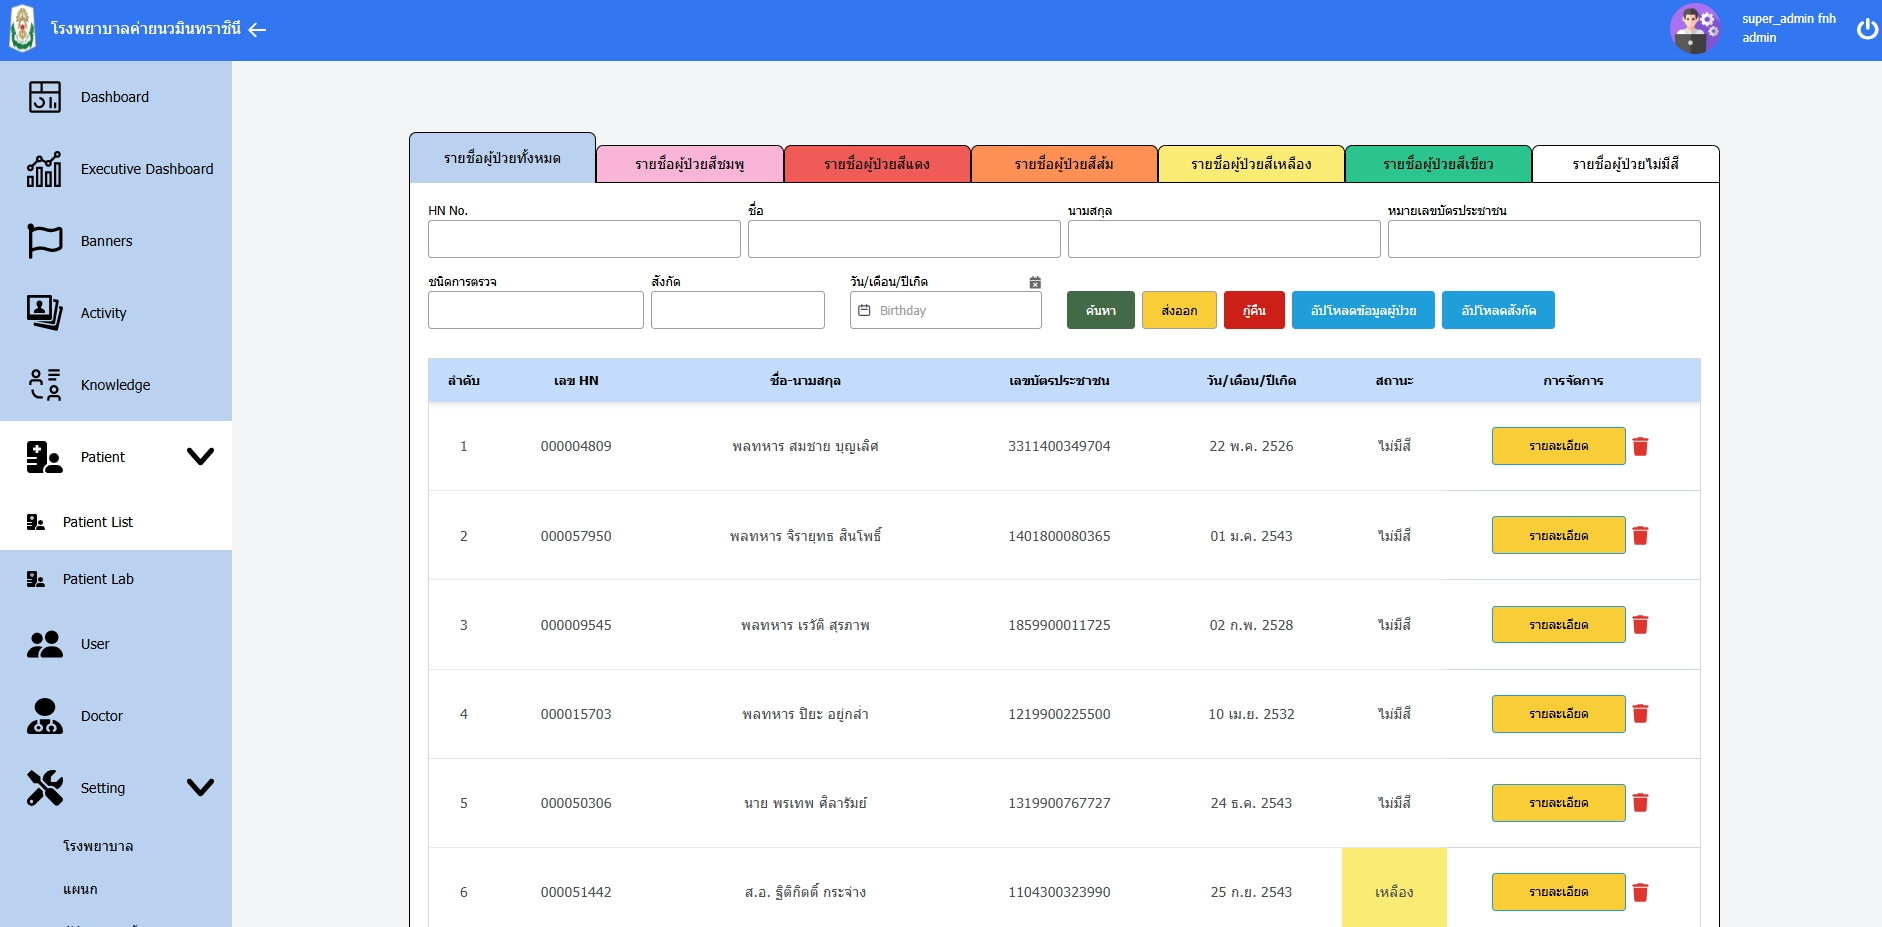 โรงพยาบาลค่ายนวมินทราชินี
super_admin fnh
admin
Dashboard
Executive Dashboard
Banners
Activity
Knowledge
Patient
Patient List
Patient Lab
User
Doctor
Setting
โรงพยาบาล
แผนก
รายชื่อผู้ป่วยทั้งหมด
รายชื่อผู้ป่วยสีชมพู
รายชื่อผู้ป่วยสีแดง
รายชื่อผู้ป่วยสีส้ม
รายชื่อผู้ป่วยสีเหลือง
รายชื่อผู้ป่วยสีเขียว
รายชื่อผู้ป่วยไม่มีสี
HN No. ชื่อ นามสกุล หมายเลขบัตรประชาชน
ชนิดการตรวจ สังกัด วัน/เดือน/ปีเกิด
Birthday ค้นหา ส่งออก กู้คืน อัปโหลดข้อมูลผู้ป่วย อัปโหลดสังกัด
ลำดับ เลข HN ชื่อ-นามสกุล เลขบัตรประชาชน วัน/เดือน/ปีเกิด สถานะ การจัดการ
1 000004809 พลทหาร สมชาย บุญเลิศ 3311400349704 22 พ.ค. 2526 ไม่มีสี รายละเอียด
2 000057950 พลทหาร จิรายุทธ สินโพธิ์ 1401800080365 01 ม.ค. 2543 ไม่มีสี รายละเอียด
3 000009545 พลทหาร เรวัติ สุรภาพ 1859900011725 02 ก.พ. 2528 ไม่มีสี รายละเอียด
4 000015703 พลทหาร ปิยะ อยู่กล่ำ 1219900225500 10 เม.ย. 2532 ไม่มีสี รายละเอียด
5 000050306 นาย พรเทพ ศิลารัมย์ 1319900767727 24 ธ.ค. 2543 ไม่มีสี รายละเอียด
6 000051442 ส.อ. ฐิติกิตติ์ กระจ่าง 1104300323990 25 ก.ย. 2543 เหลือง รายละเอียด